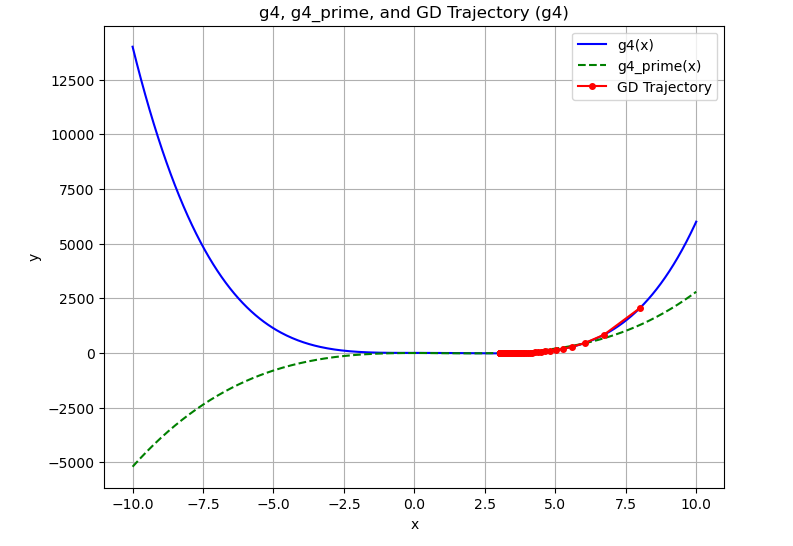 g4, g4_prime, and GD Trajectory (g4)
g4(x)
g4_prime(x)
GD Trajectory
12500
10000
7500
5000
2500
0
−2500
−5000
y
−10.0
−7.5
−5.0
−2.5
0.0
2.5
5.0
7.5
10.0
x